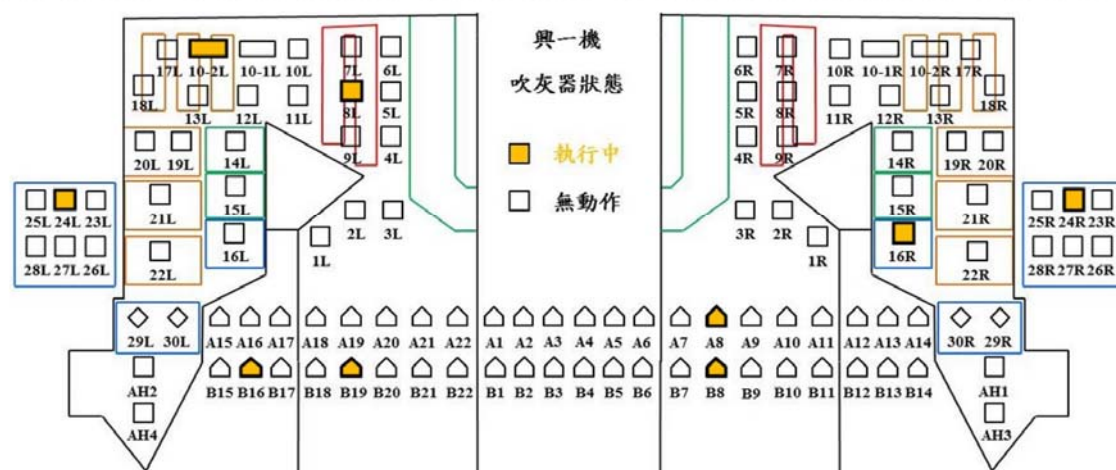 興一機
吹灰器狀態
執行中
無動作
17L 10-2L 10-1L 10L 7L 6L
18L 13L 12L 11L 8L 5L
20L 19L 14L 9L 4L
25L 24L 23L 21L 15L
28L 27L 26L 22L 16L 1L 2L 3L
6R 7R 10R 10-1R 10-2R 17R
5R 8R 11R 12R 13R 18R
4R 9R 14R 19R 20R
15R 21R 25R 24R 23R
3R 2R 1R 16R 22R 28R 27R 26R
29L 30L A15 A16 A17 A18 A19 A20 A21 A22 A1 A2 A3 A4 A5 A6 A7 A8 A9 A10 A11 A12 A13 A14 30R 29R
AH2 B15 B16 B17 B18 B19 B20 B21 B22 B1 B2 B3 B4 B5 B6 B7 B8 B9 B10 B11 B12 B13 B14 AH1
AH4 AH3